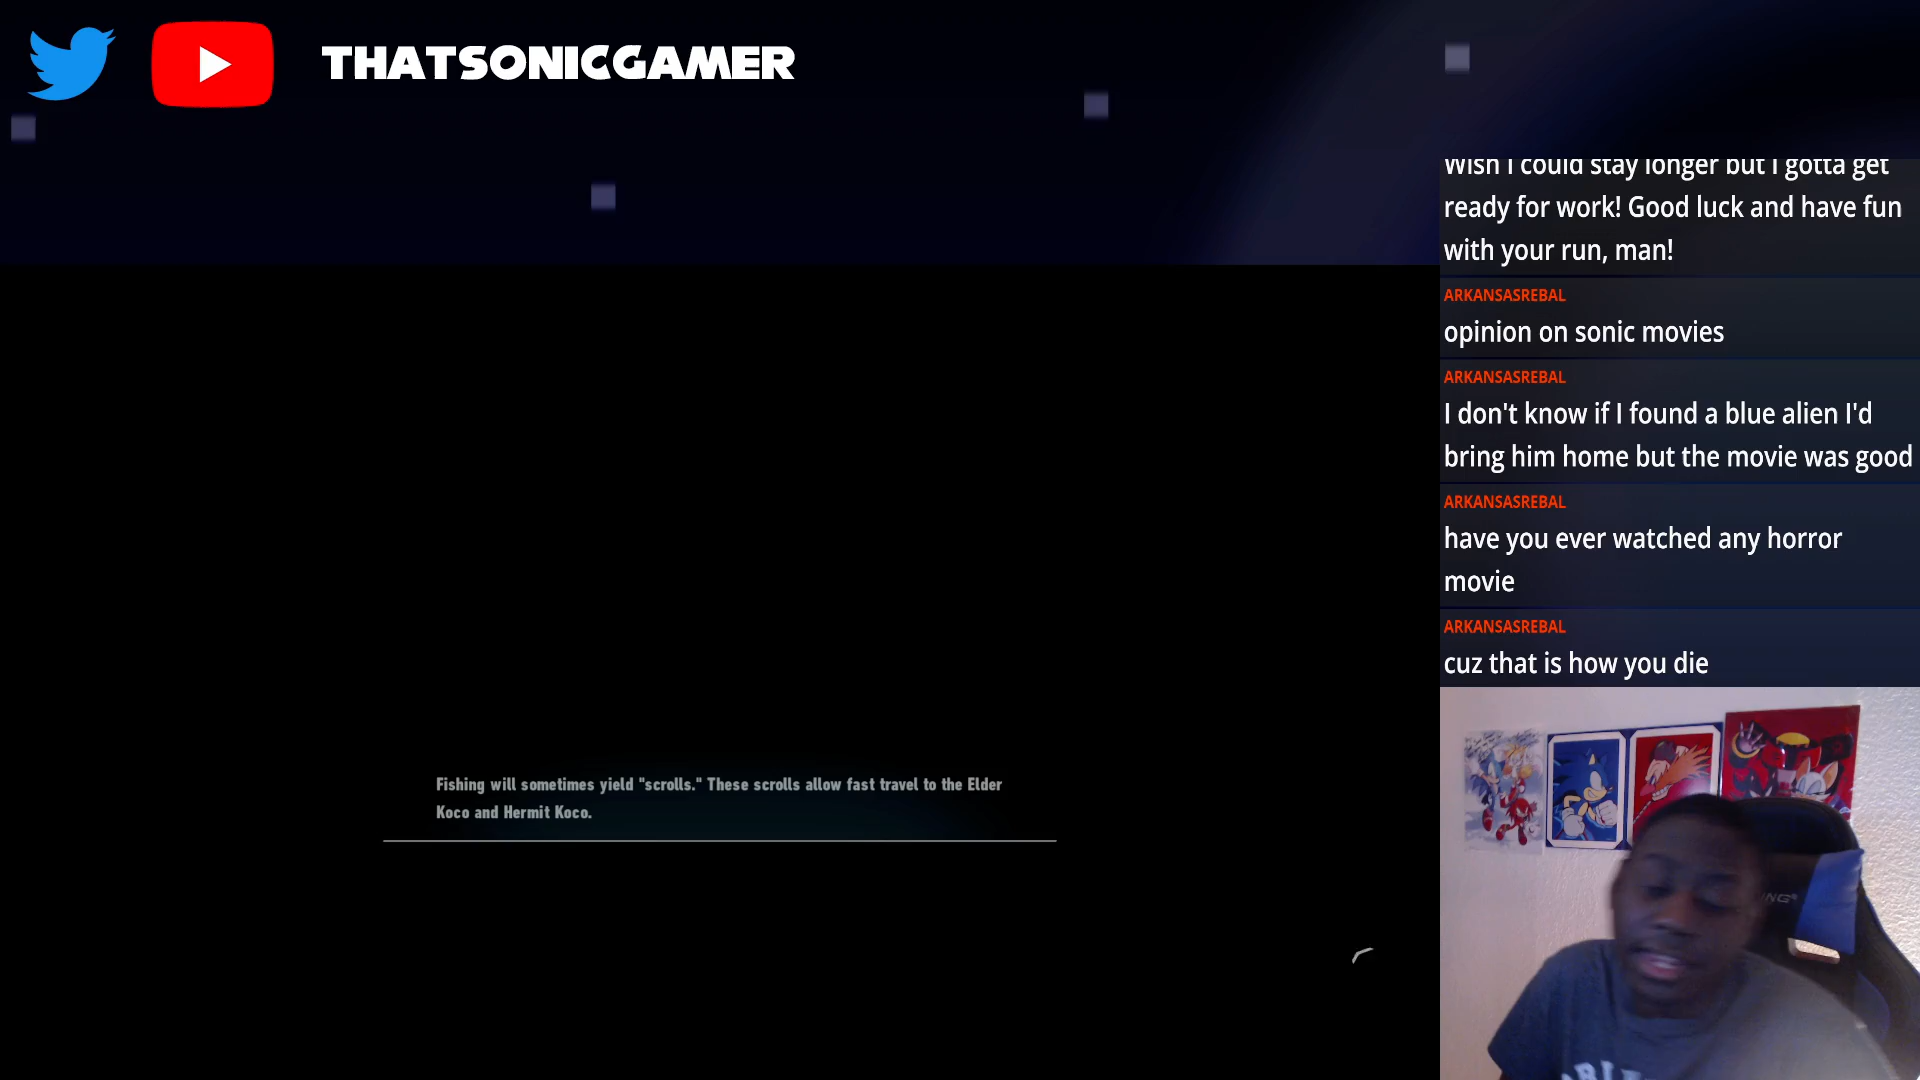 THATSONICGAMER
Wish I could stay longer but I gotta get
ready for work! Good luck and have fun
with your run, man!
ARKANSASREBAL
opinion on sonic movies
ARKANSASREBAL
I don't know if I found a blue alien I'd
bring him home but the movie was good
ARKANSASREBAL
have you ever watched any horror
movie
ARKANSASREBAL
cuz that is how you die
Fishing will sometimes yield "scrolls." These scrolls allow fast travel to the Elder
Koco and Hermit Koco.